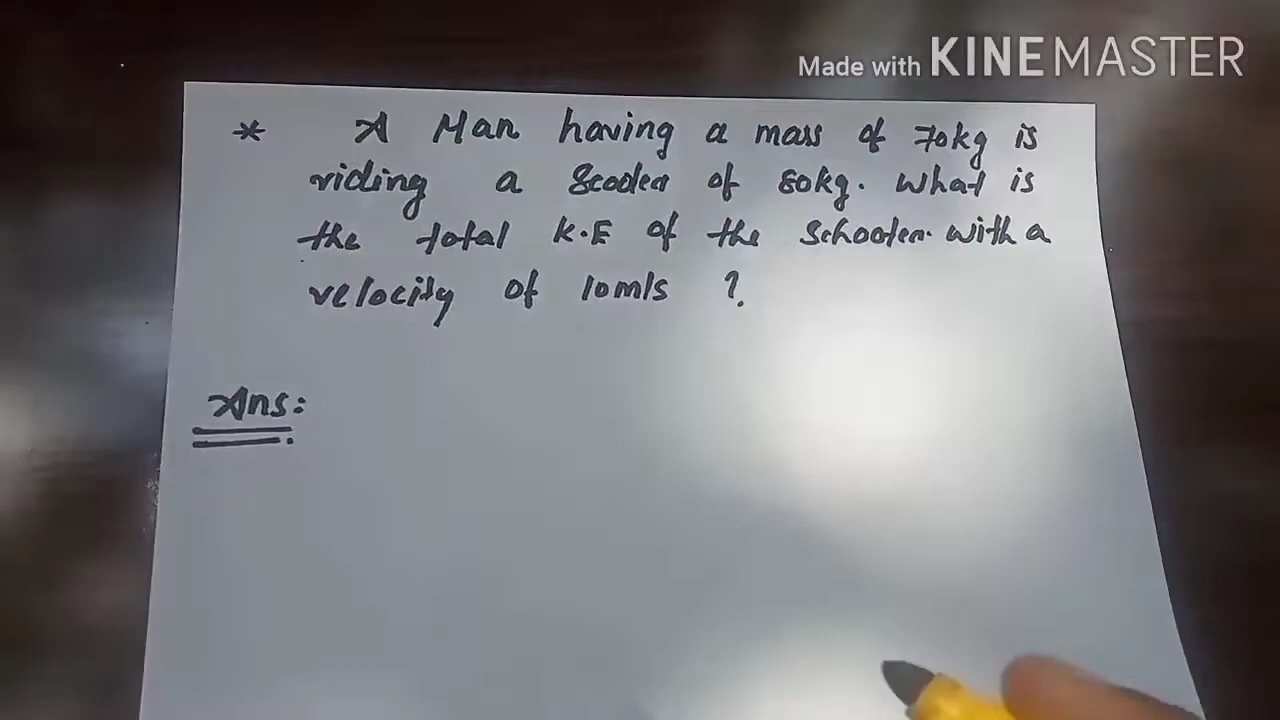 Made with KINEMASTER
* A Man having a mass of 70kg is
riding a Scooter of 80kg. What is
the total K.E of the Schooter. with a
velocity of 10m/s ?
Ans: